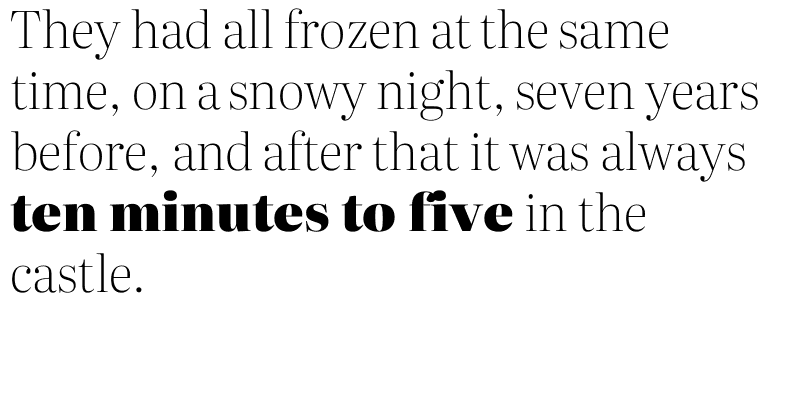 They had all frozen at the same
time, on a snowy night, seven years
before, and after that it was always
ten minutes to five in the
castle.